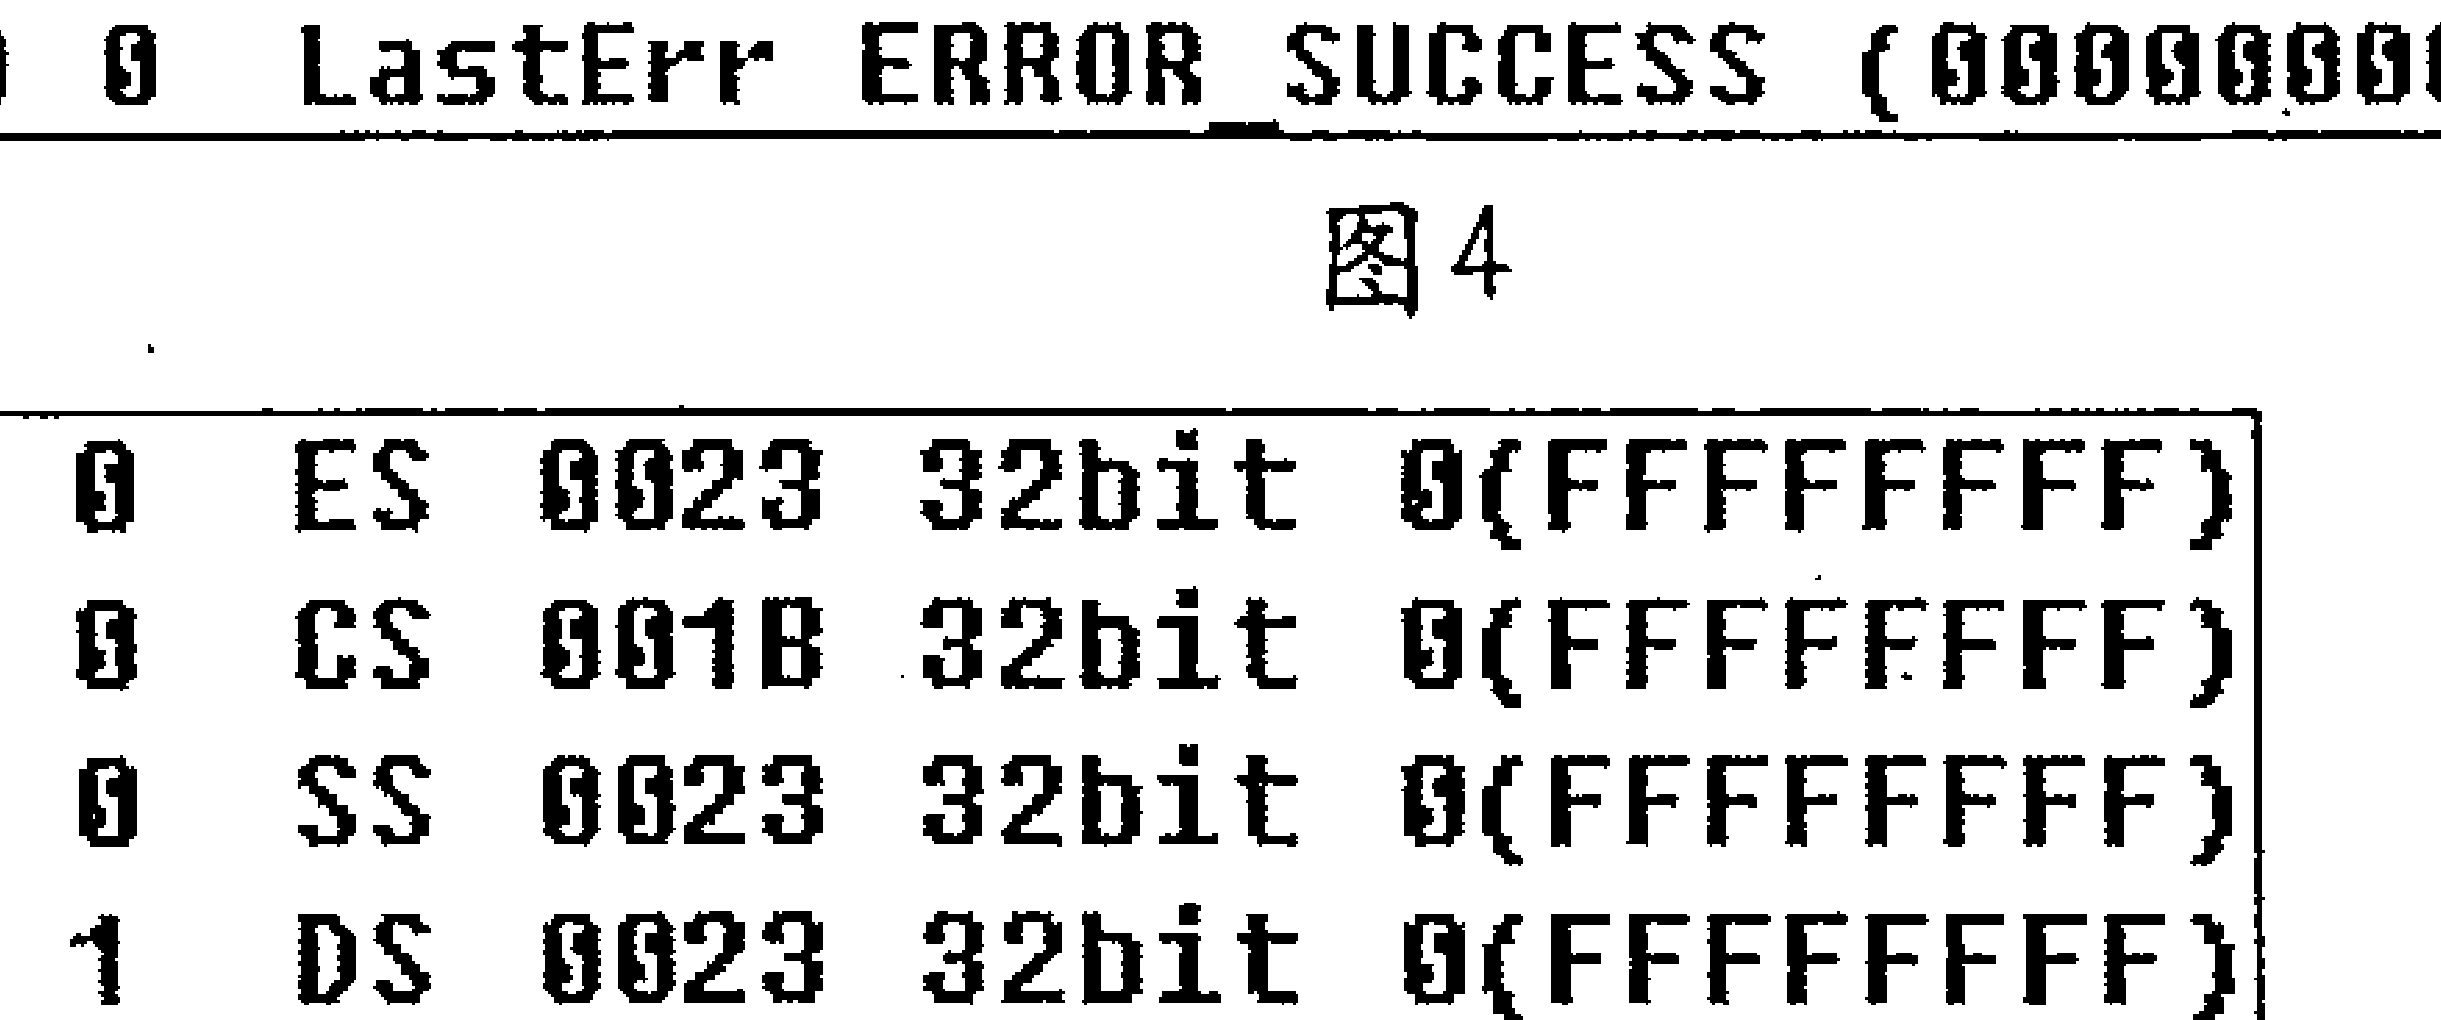 0 LastErr ERROR_SUCCESS (0000000
图4
0 ES 0023 32bit 0(FFFFFFFF)
0 CS 001B 32bit 0(FFFFFFFF)
0 SS 0023 32bit 0(FFFFFFFF)
1 DS 0023 32bit 0(FFFFFFFF)